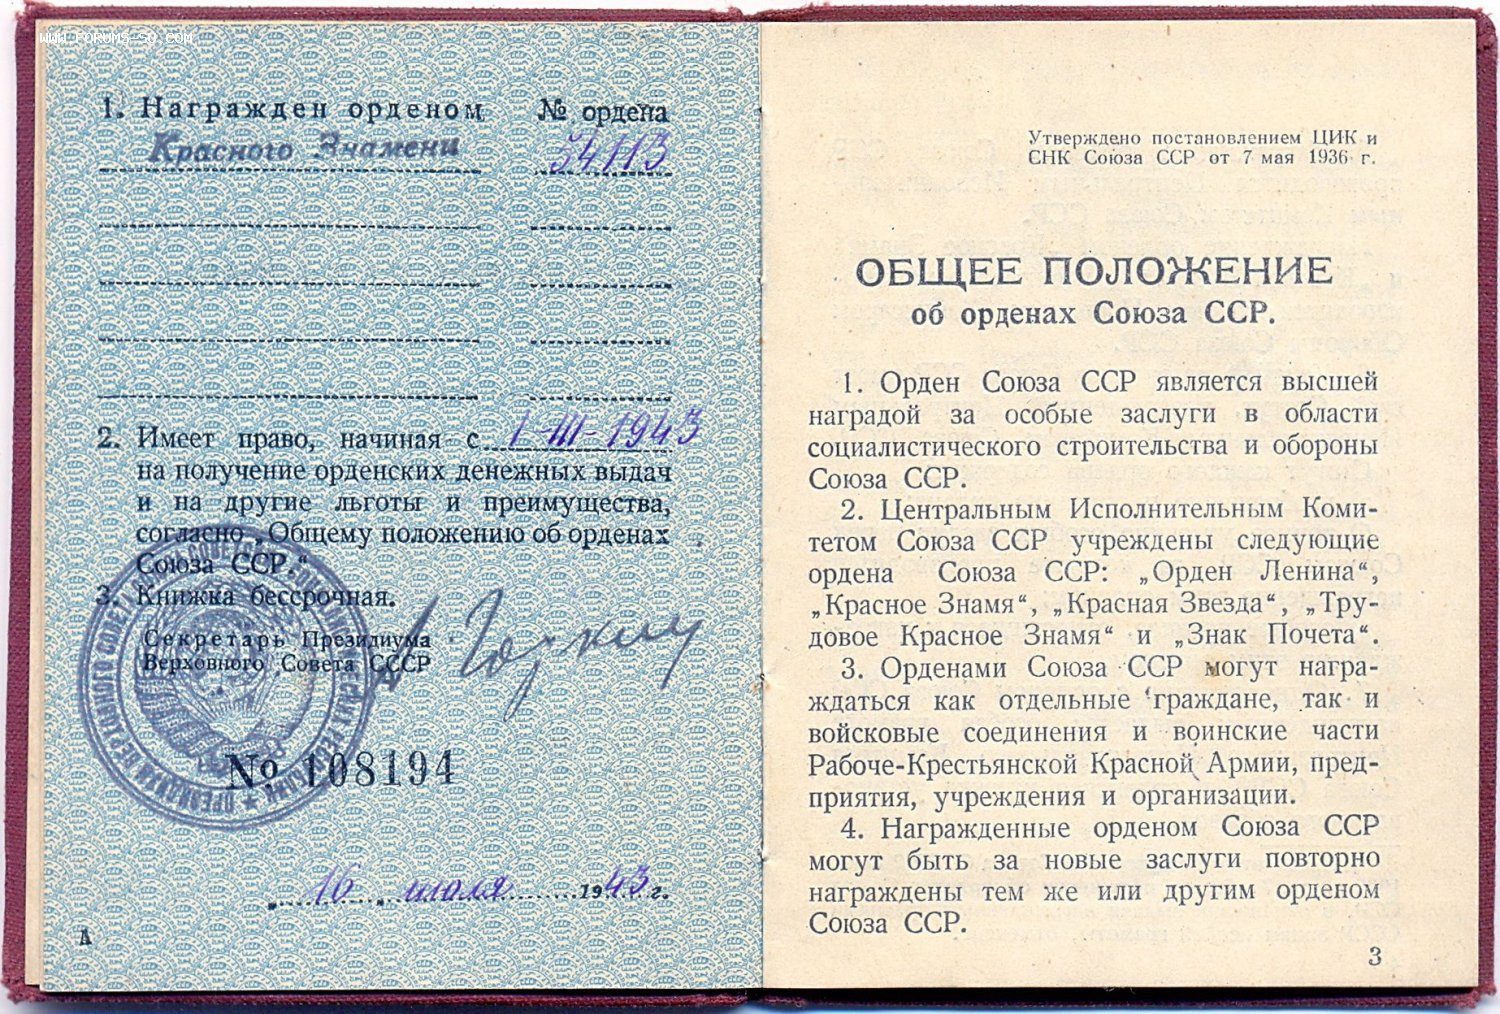 WWW.FORUMS-SU.COM
1. Награжден орденом № ордена
Красного Знамени 54113
2. Имеет право, начиная с 1-III-1943
на получение орденских денежных выдач
и на другие льготы и преимущества,
согласно „Общему положению об орденах
Союза ССР.“
3. Книжка бессрочная.
Секретарь Президиума
Верховного Совета СССР
А Горкин
№ 108194
16 июля 1943 г.
А
Утверждено постановлением ЦИК и
СНК Союза ССР от 7 мая 1936 г.
ОБЩЕЕ ПОЛОЖЕНИЕ
об орденах Союза ССР.
1. Орден Союза ССР является высшей
наградой за особые заслуги в области
социалистического строительства и обороны
Союза ССР.
2. Центральным Исполнительным Коми-
тетом Союза ССР учреждены следующие
ордена Союза ССР: „Орден Ленина“,
„Красное Знамя“, „Красная Звезда“, „Тру-
довое Красное Знамя“ и „Знак Почета“.
3. Орденами Союза ССР могут награ-
ждаться как отдельные граждане, так и
войсковые соединения и воинские части
Рабоче-Крестьянской Красной Армии, пред-
приятия, учреждения и организации.
4. Награжденные орденом Союза ССР
могут быть за новые заслуги повторно
награждены тем же или другим орденом
Союза ССР.
3